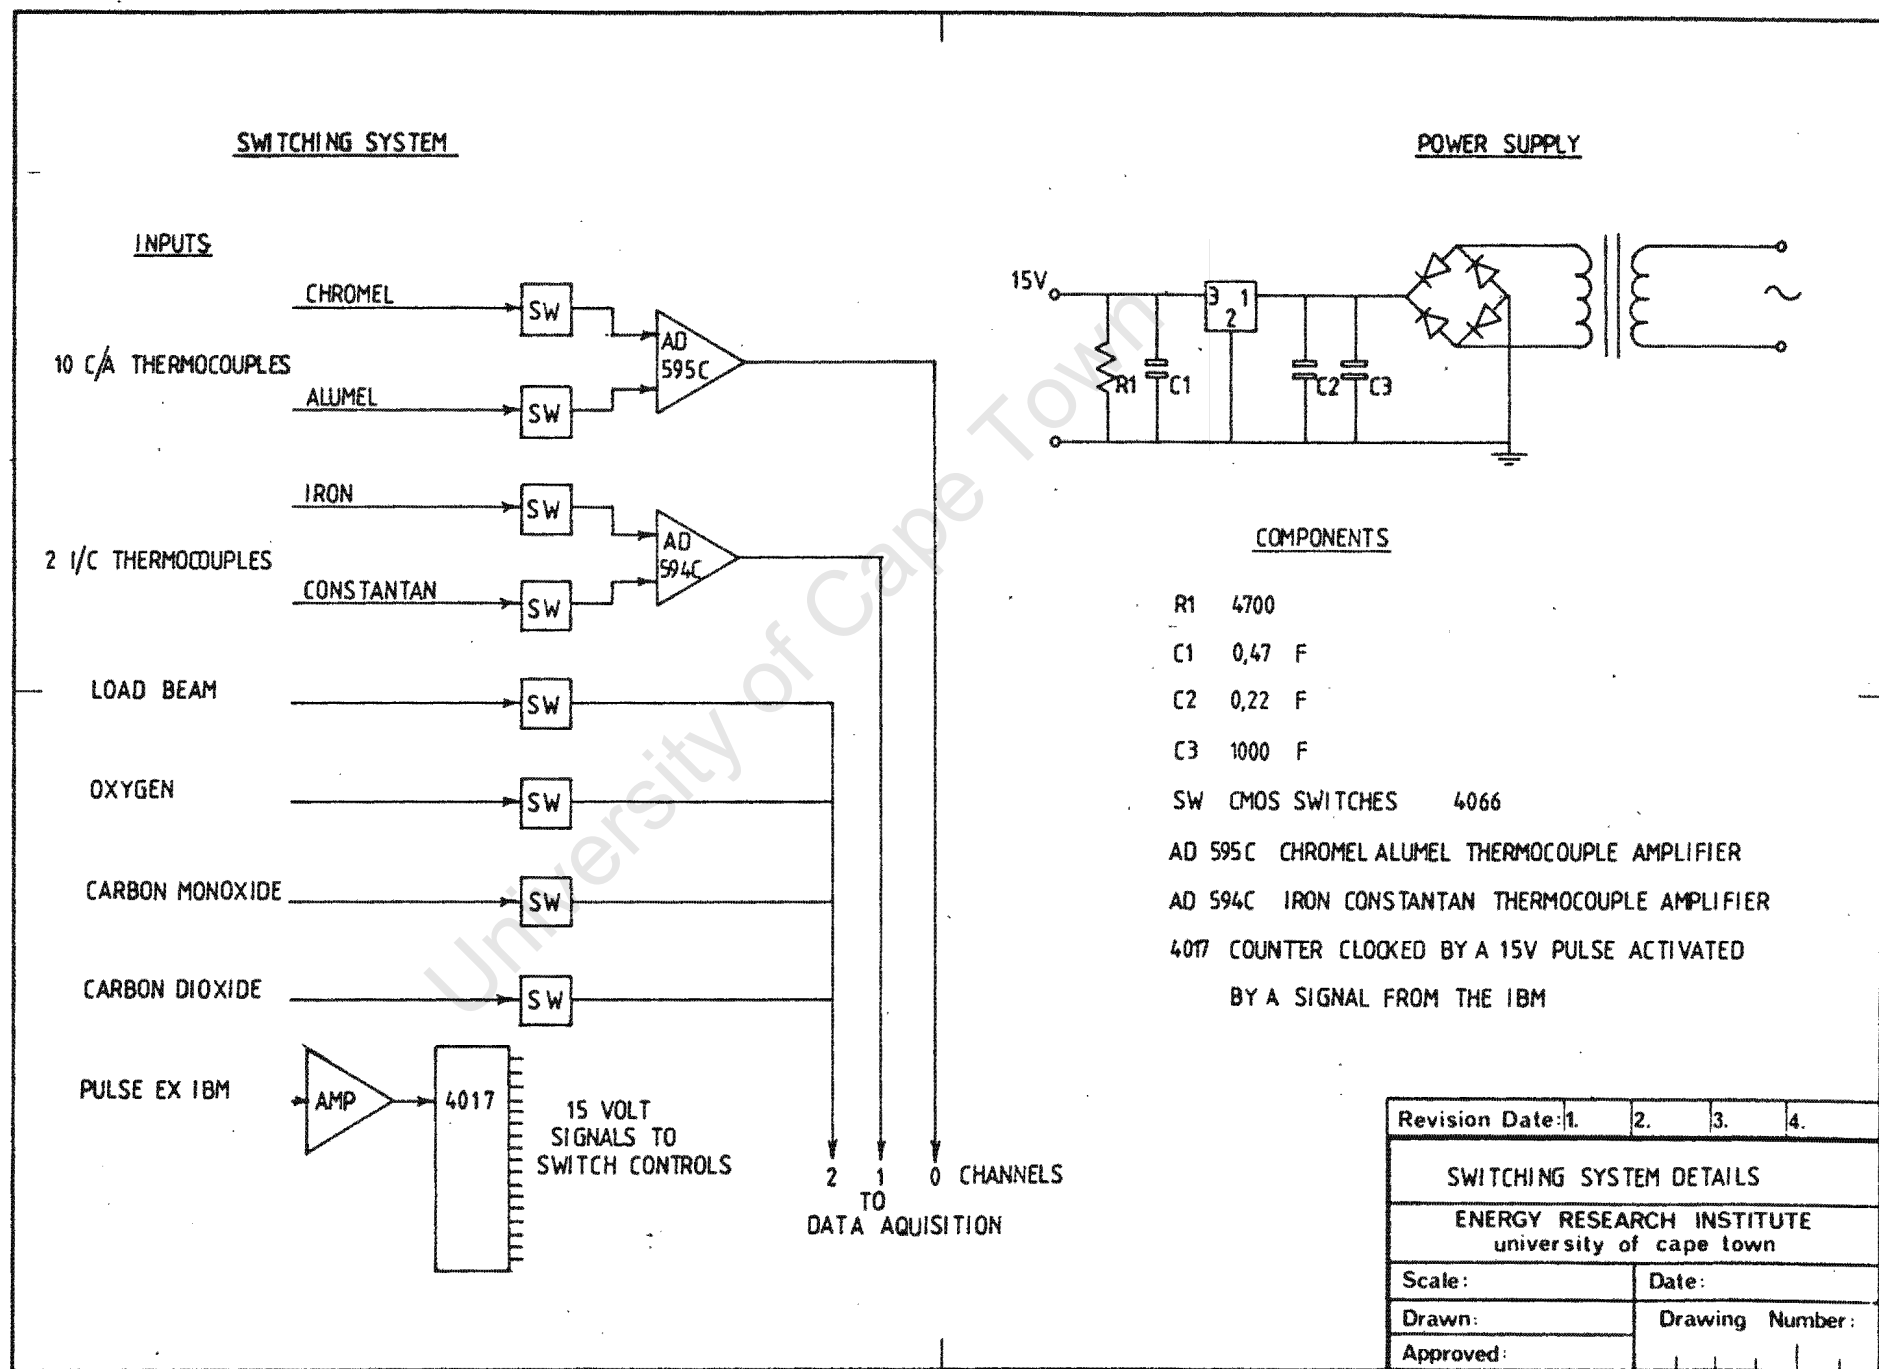 SWITCHING SYSTEM
INPUTS
CHROMEL
SW
10 C/A THERMOCOUPLES
AD
595C
ALUMEL
SW
IRON
SW
2 I/C THERMOCOUPLES
AD
594C
CONSTANTAN
SW
LOAD BEAM
SW
OXYGEN
SW
CARBON MONOXIDE
SW
CARBON DIOXIDE
SW
PULSE EX IBM
AMP
4017
15 VOLT
SIGNALS TO
SWITCH CONTROLS
2 1 0 CHANNELS
TO
DATA AQUISITION
POWER SUPPLY
15V
3 1
2
R1 C1 C2 C3
COMPONENTS
R1 4700
C1 0,47 F
C2 0,22 F
C3 1000 F
SW CMOS SWITCHES 4066
AD 595C CHROMEL ALUMEL THERMOCOUPLE AMPLIFIER
AD 594C IRON CONSTANTAN THERMOCOUPLE AMPLIFIER
4017 COUNTER CLOCKED BY A 15V PULSE ACTIVATED
BY A SIGNAL FROM THE IBM
University of Cape Town
Revision Date: 1. 2. 3. 4.
SWITCHING SYSTEM DETAILS
ENERGY RESEARCH INSTITUTE
university of cape town
Scale: Date:
Drawn: Drawing Number:
Approved: